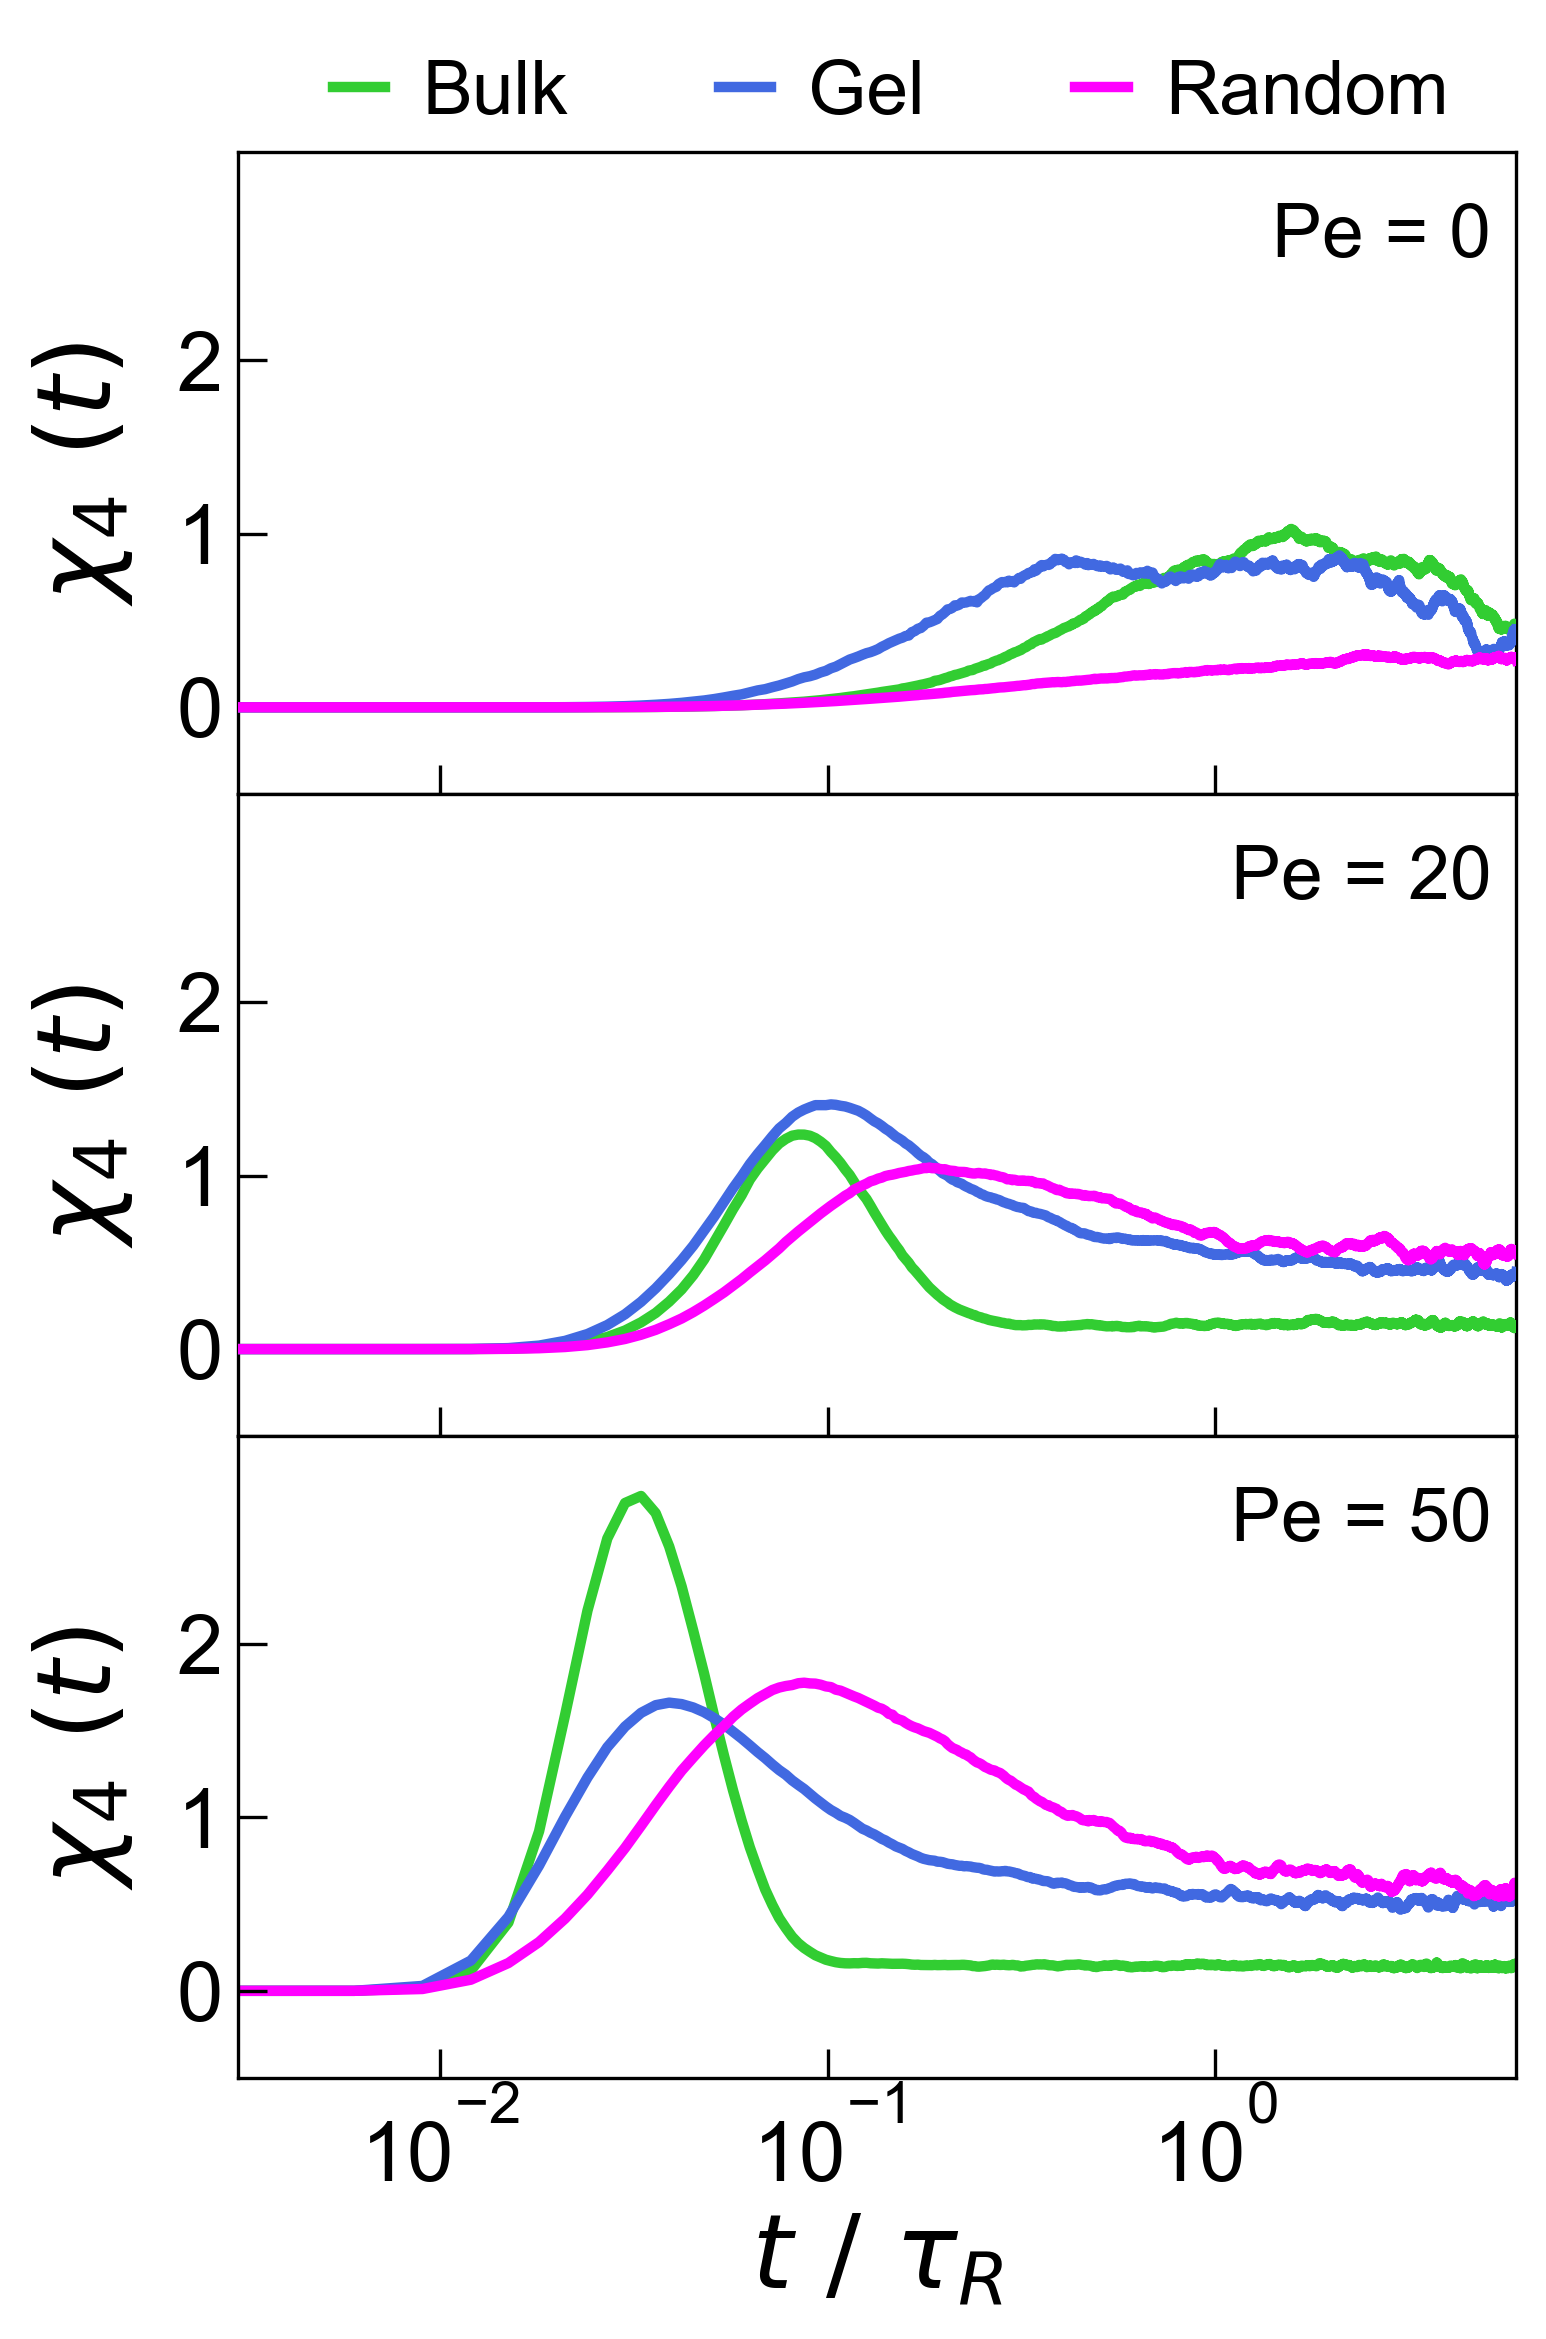 Bulk Gel Random
Pe = 0
χ₄ (t)
2
1
0
Pe = 20
χ₄ (t)
2
1
0
Pe = 50
χ₄ (t)
2
1
0
10⁻² 10⁻¹ 10⁰
t / τ_R